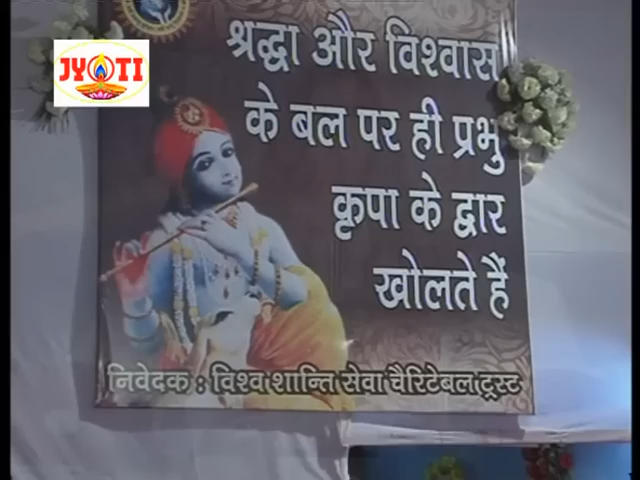 JYOTI
श्रद्धा और विश्वास
के बल पर ही प्रभु
कृपा के द्वार
खोलते हैं
निवेदक : विश्व शान्ति सेवा चैरिटेबल ट्रस्ट